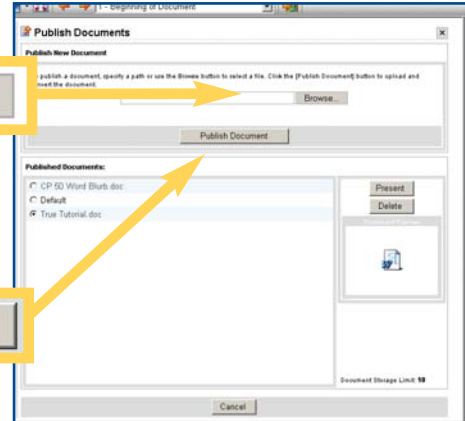 1 - Beginning of Document
Publish Documents
Publish New Document
publish a document, specify a path or use the Browse button to select a file. Click the [Publish Document] button to upload and
the document.
Browse...
Publish Document
Published Documents:
CP 50 Word Blurb.doc
Default
True Tutorial.doc
Present
Delete
Document Storage Limit: 10
Cancel